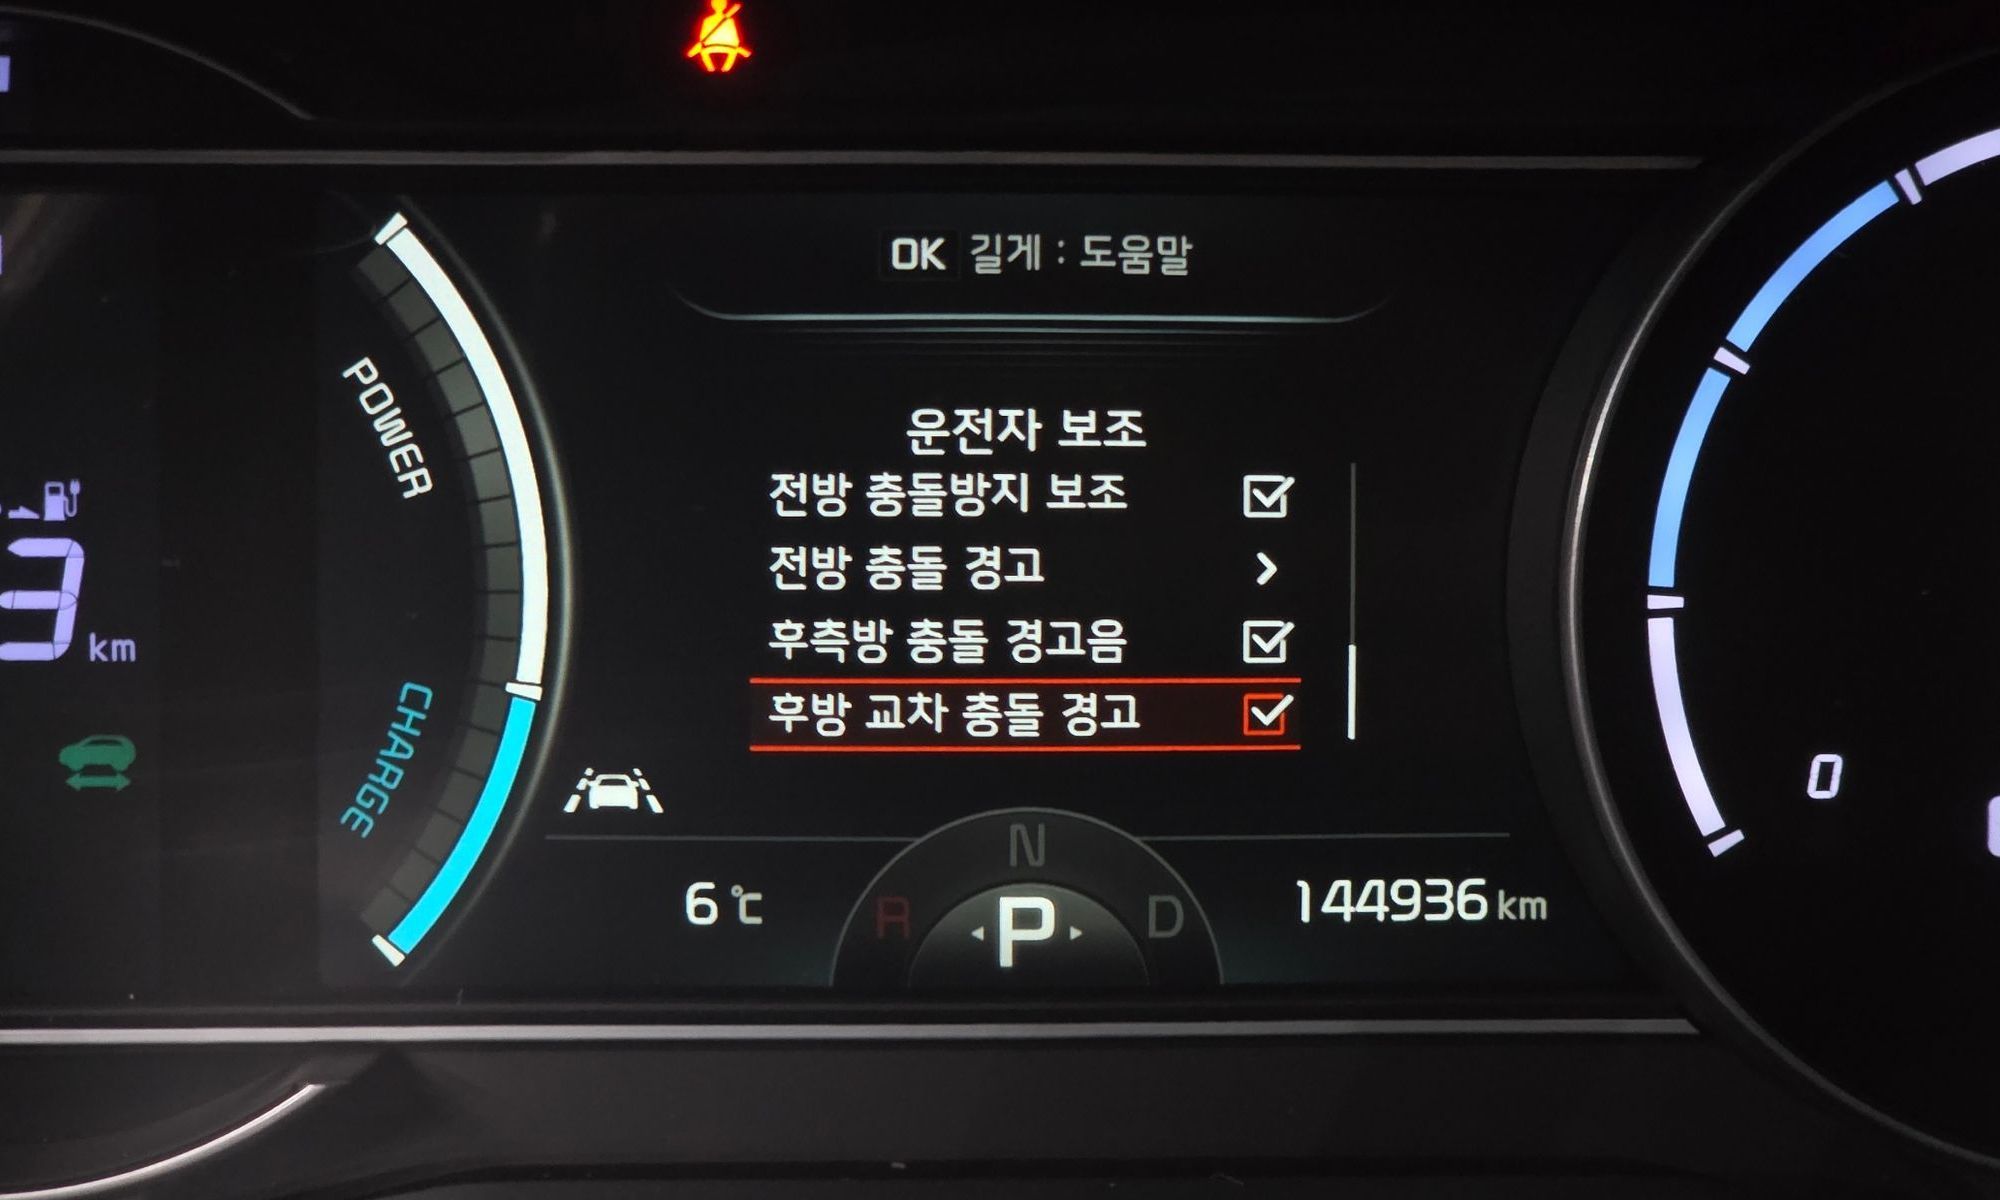 OK 길게 : 도움말
운전자 보조
전방 충돌방지 보조
전방 충돌 경고
후측방 충돌 경고음
후방 교차 충돌 경고
POWER
CHARGE
km
0
N
R
P
D
6 ℃
144936 km